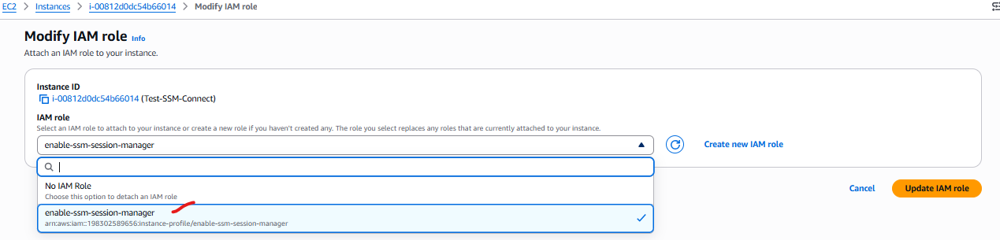 EC2 > Instances > i-00812d0dc54b66014 > Modify IAM role
Modify IAM role Info
Attach an IAM role to your instance.
Instance ID
i-00812d0dc54b66014 (Test-SSM-Connect)
IAM role
Select an IAM role to attach to your instance or create a new role if you haven't created any. The role you select replaces any roles that are currently attached to your instance.
enable-ssm-session-manager
Create new IAM role
No IAM Role
Choose this option to detach an IAM role
Cancel
Update IAM role
enable-ssm-session-manager
arn:aws:iam::198302589656:instance-profile/enable-ssm-session-manager